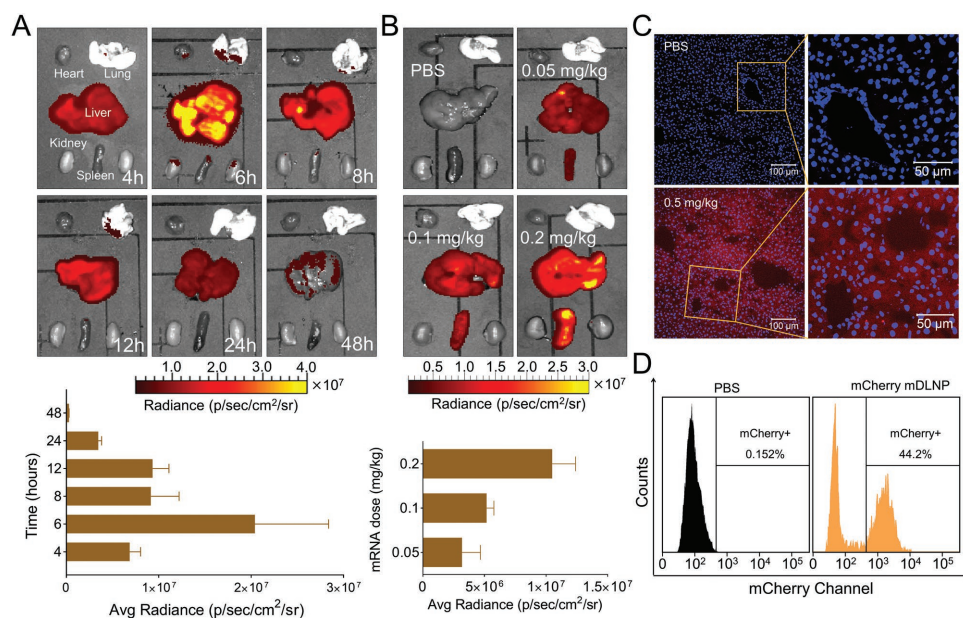 A
Heart
Lung
Liver
Kidney
Spleen
4h
6h
8h
12h
24h
48h
1.0
2.0
3.0
4.0
×10⁷
Radiance (p/sec/cm²/sr)
Time (hours)
48
24
12
8
6
4
0
1×10⁷
2×10⁷
3×10⁷
Avg Radiance (p/sec/cm²/sr)
B
PBS
0.05 mg/kg
0.1 mg/kg
0.2 mg/kg
0.5
1.0
1.5
2.0
2.5
3.0
×10⁷
Radiance (p/sec/cm²/sr)
mRNA dose (mg/kg)
0.2
0.1
0.05
0
5×10⁶
1×10⁷
1.5×10⁷
Avg Radiance (p/sec/cm²/sr)
C
PBS
100 µm
50 µm
0.5 mg/kg
100 µm
50 µm
D
PBS
mCherry mDLNP
mCherry+
0.152%
mCherry+
44.2%
Counts
10²
10³
10⁴
10⁵
10²
10³
10⁴
10⁵
mCherry Channel